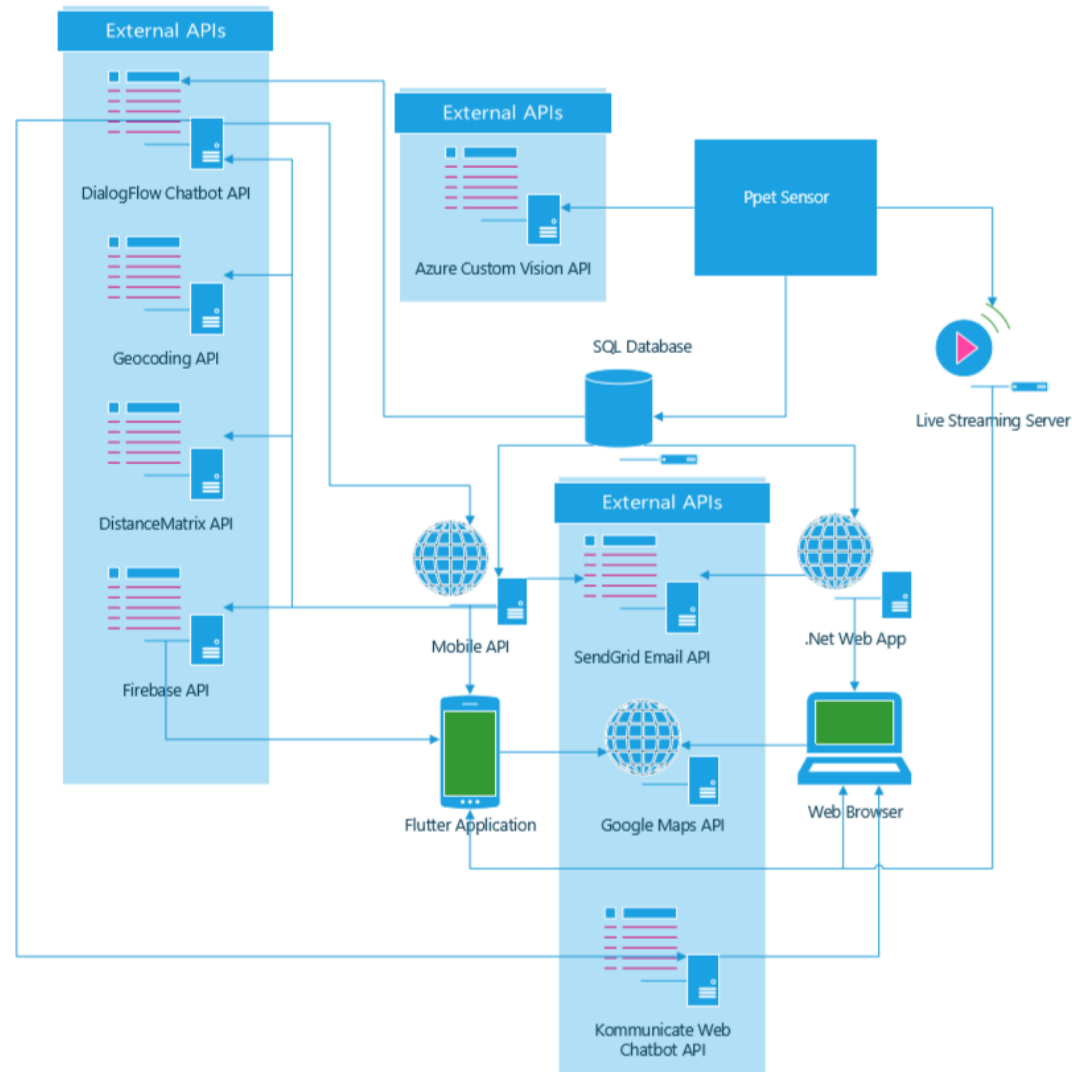 External APIs
DialogFlow Chatbot API
Geocoding API
DistanceMatrix API
Firebase API
External APIs
Azure Custom Vision API
Ppet Sensor
SQL Database
Live Streaming Server
Mobile API
External APIs
SendGrid Email API
.Net Web App
Flutter Application
Google Maps API
Web Browser
Kommunicate Web
Chatbot API